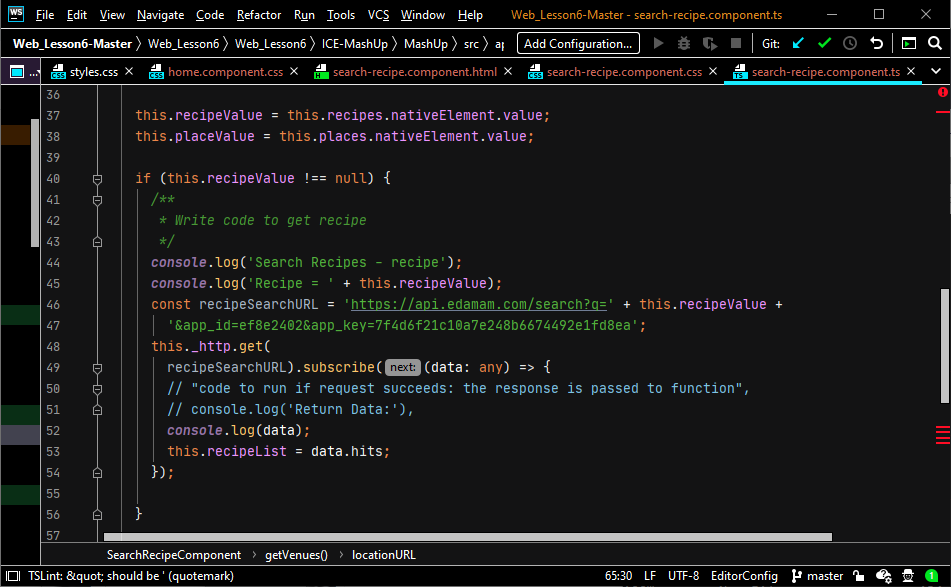 WS File Edit View Navigate Code Refactor Run Tools VCS Window Help Web_Lesson6-Master - search-recipe.component.ts
Web_Lesson6-Master Web_Lesson6 Web_Lesson6 ICE-MashUp MashUp src Add Configuration... Git:
... CSS styles.css CSS home.component.css H search-recipe.component.html CSS search-recipe.component.css TS search-recipe.component.ts
36
37 this.recipeValue = this.recipes.nativeElement.value;
38 this.placeValue = this.places.nativeElement.value;
39
40 if (this.recipeValue !== null) {
41 /**
42 * Write code to get recipe
43 */
44 console.log('Search Recipes - recipe');
45 console.log('Recipe = ' + this.recipeValue);
46 const recipeSearchURL = 'https://api.edamam.com/search?q=' + this.recipeValue +
47 '&app_id=ef8e2402&app_key=7f4d6f21c10a7e248b6674492e1fd8ea';
48 this._http.get(
49 recipeSearchURL).subscribe( next: (data: any) => {
50 // "code to run if request succeeds: the response is passed to function",
51 // console.log('Return Data:'),
52 console.log(data);
53 this.recipeList = data.hits;
54 });
55
56 }
57
SearchRecipeComponent › getVenues() › locationURL
TSLint: &quot; should be ' (quotemark) 65:30 LF UTF-8 EditorConfig master 1